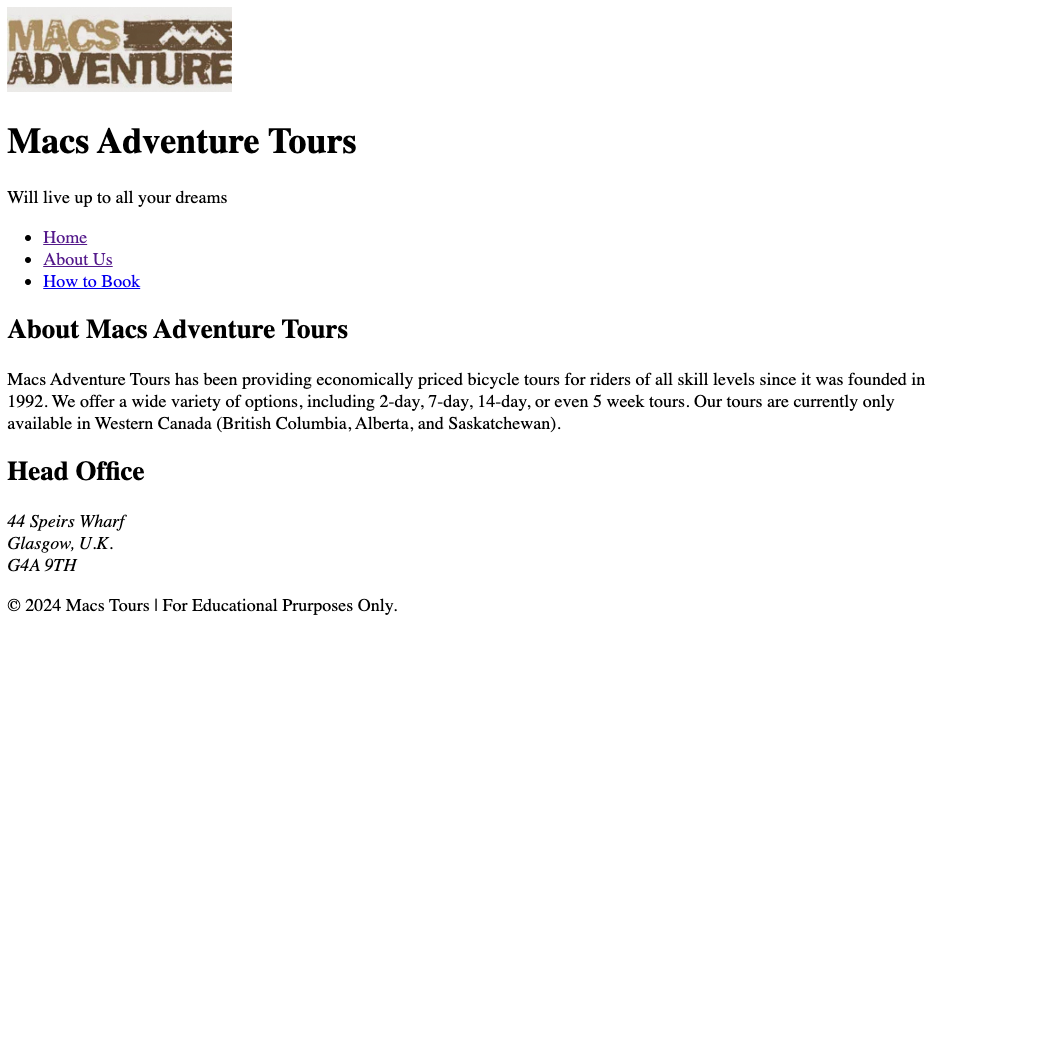 MACS
ADVENTURE
Macs Adventure Tours
Will live up to all your dreams
Home
About Us
How to Book
About Macs Adventure Tours
Macs Adventure Tours has been providing economically priced bicycle tours for riders of all skill levels since it was founded in
1992. We offer a wide variety of options, including 2-day, 7-day, 14-day, or even 5 week tours. Our tours are currently only
available in Western Canada (British Columbia, Alberta, and Saskatchewan).
Head Office
44 Speirs Wharf
Glasgow, U.K.
G4A 9TH
© 2024 Macs Tours | For Educational Prurposes Only.